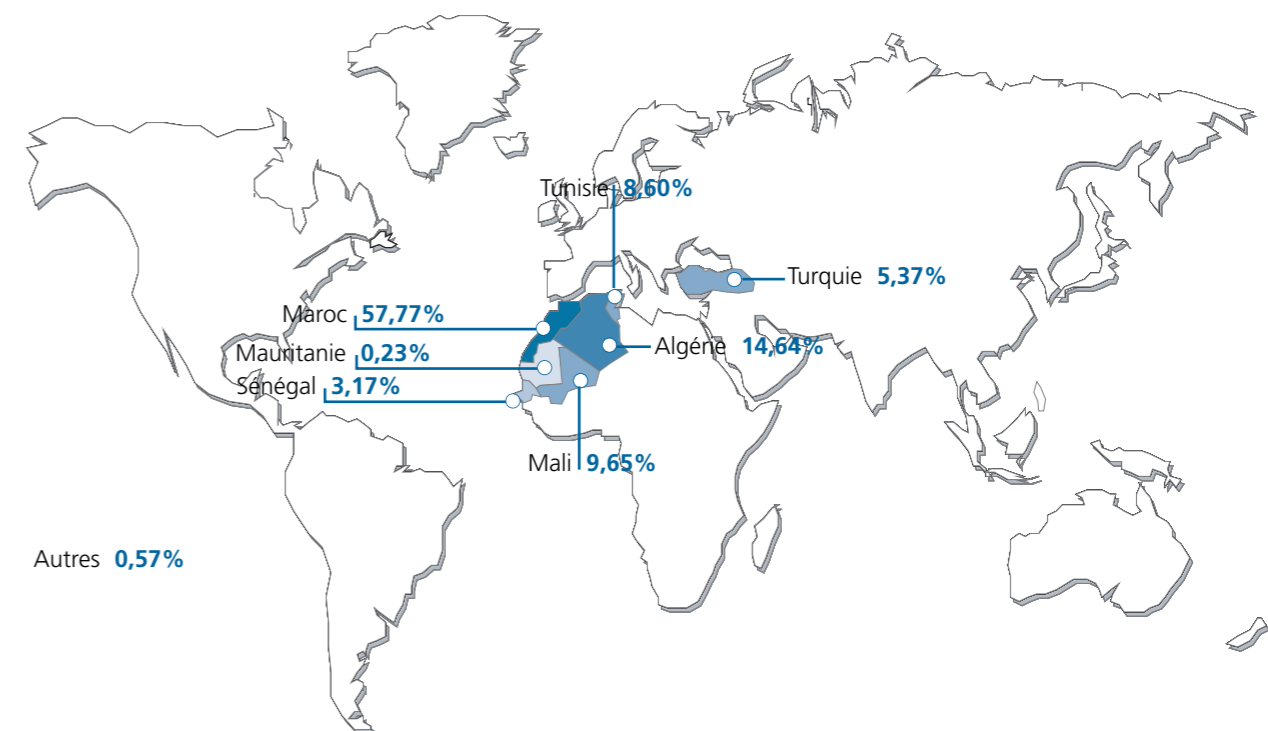 Tunisie 8,60%
Turquie 5,37%
Maroc 57,77%
Algérie 14,64%
Mauritanie 0,23%
Sénégal 3,17%
Mali 9,65%
Autres 0,57%